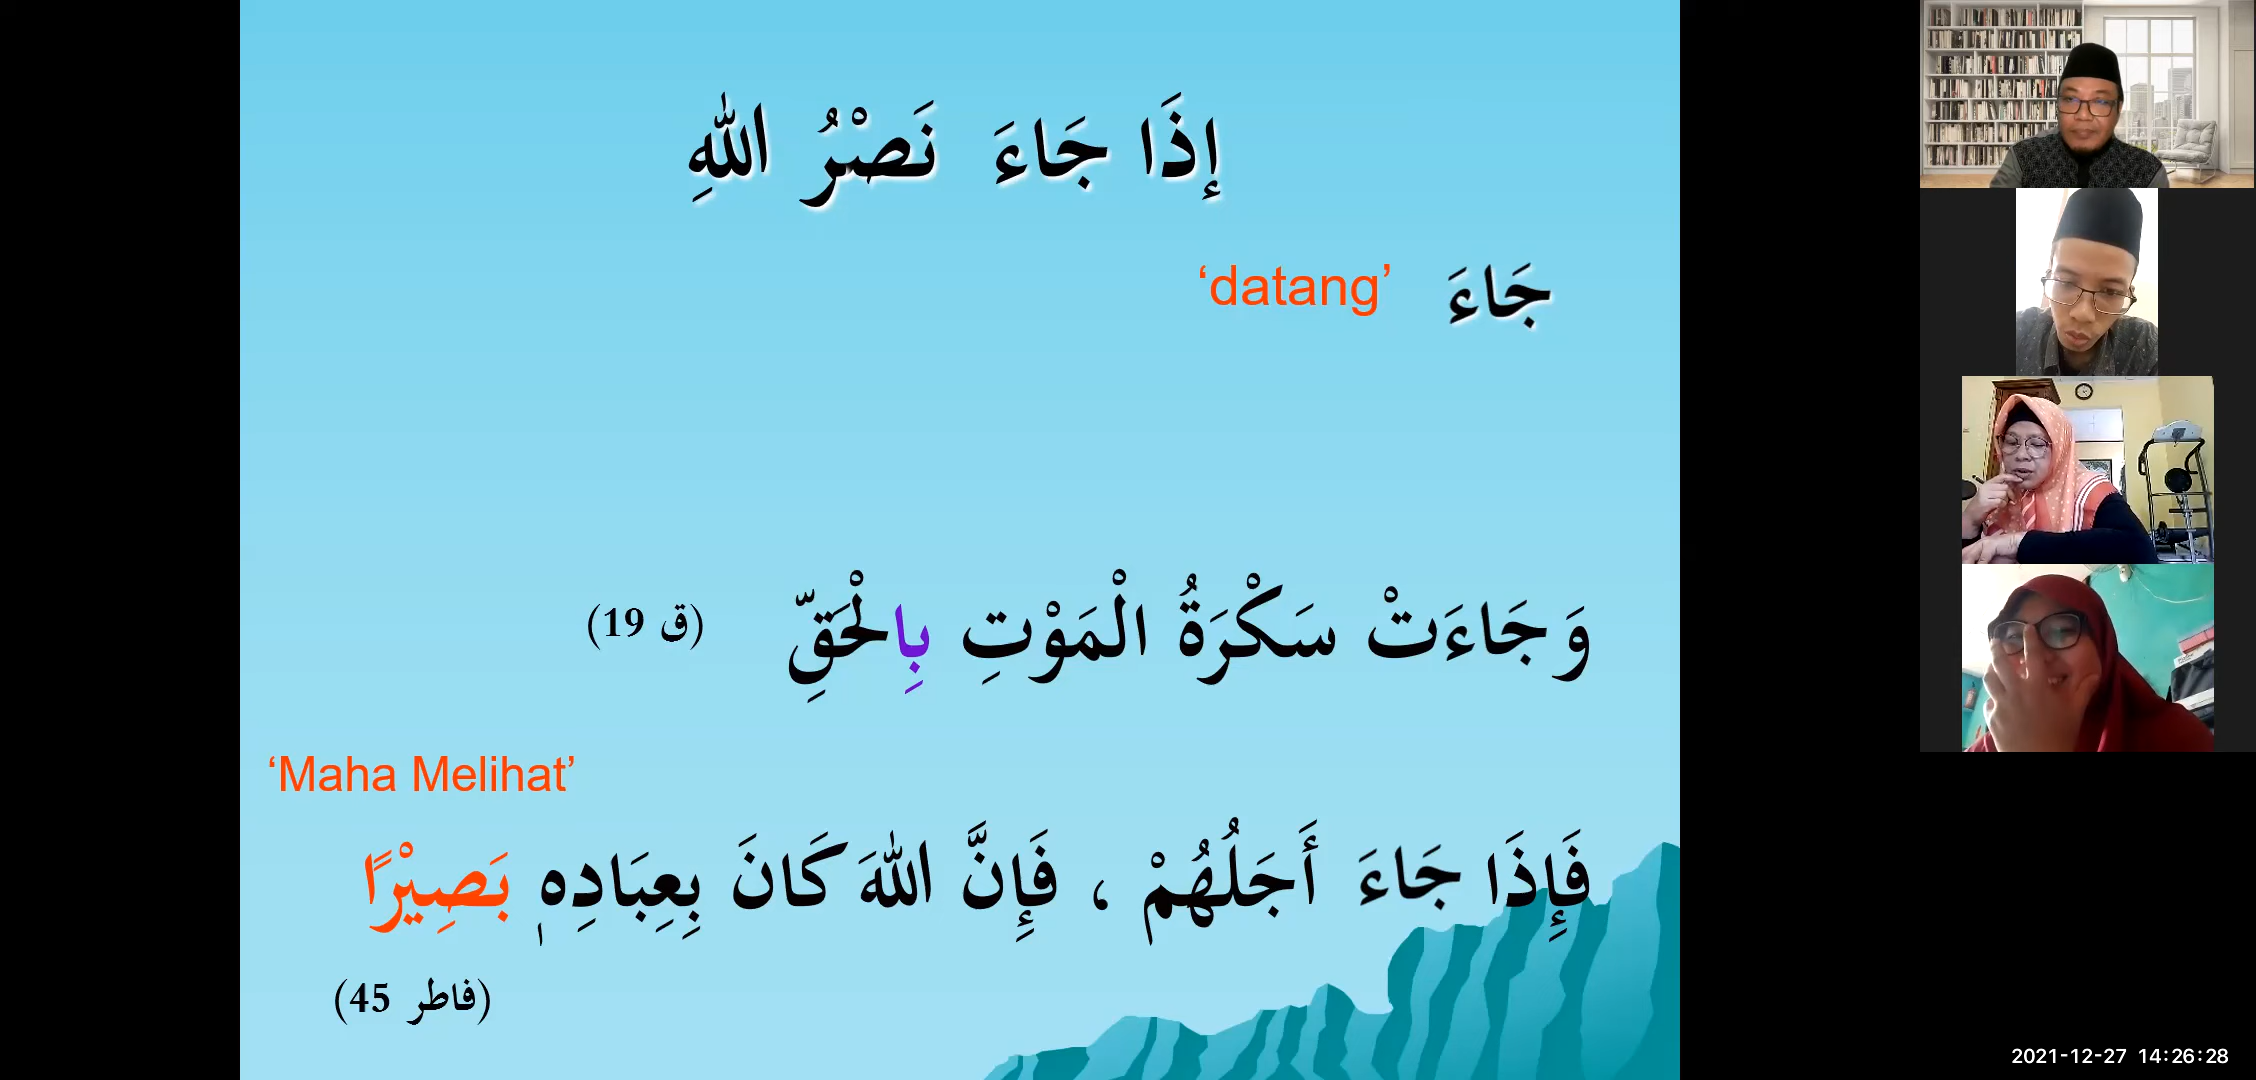 إِذَا جَاءَ نَصْرُ اللهِ
جَاءَ ‘datang’
وَجَاءَتْ سَكْرَةُ الْمَوْتِ بِالْحَقِّ (ق 19)
‘Maha Melihat’
فَإِذَا جَاءَ أَجَلُهُمْ ، فَإِنَّ اللهَ كَانَ بِعِبَادِهٖ بَصِيْرًا
(فاطر 45)
2021-12-27 14:26:28